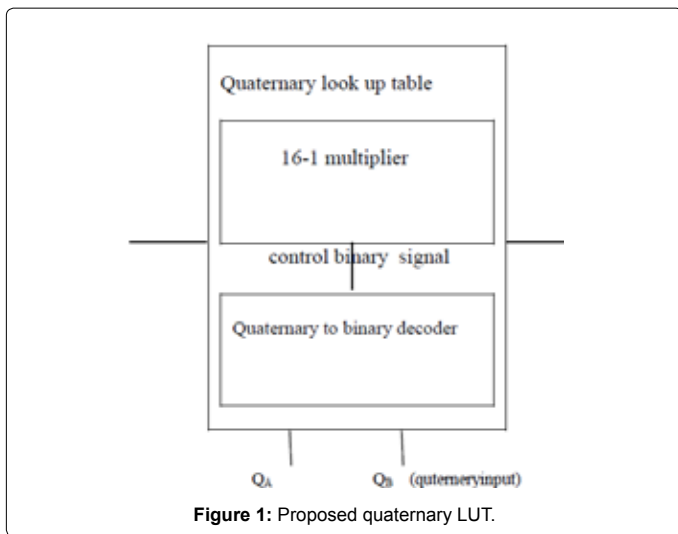 Quaternary look up table
16-1 multiplier
control binary signal
Quaternary to binary decoder
QA QB (quterneryinput)
Figure 1: Proposed quaternary LUT.